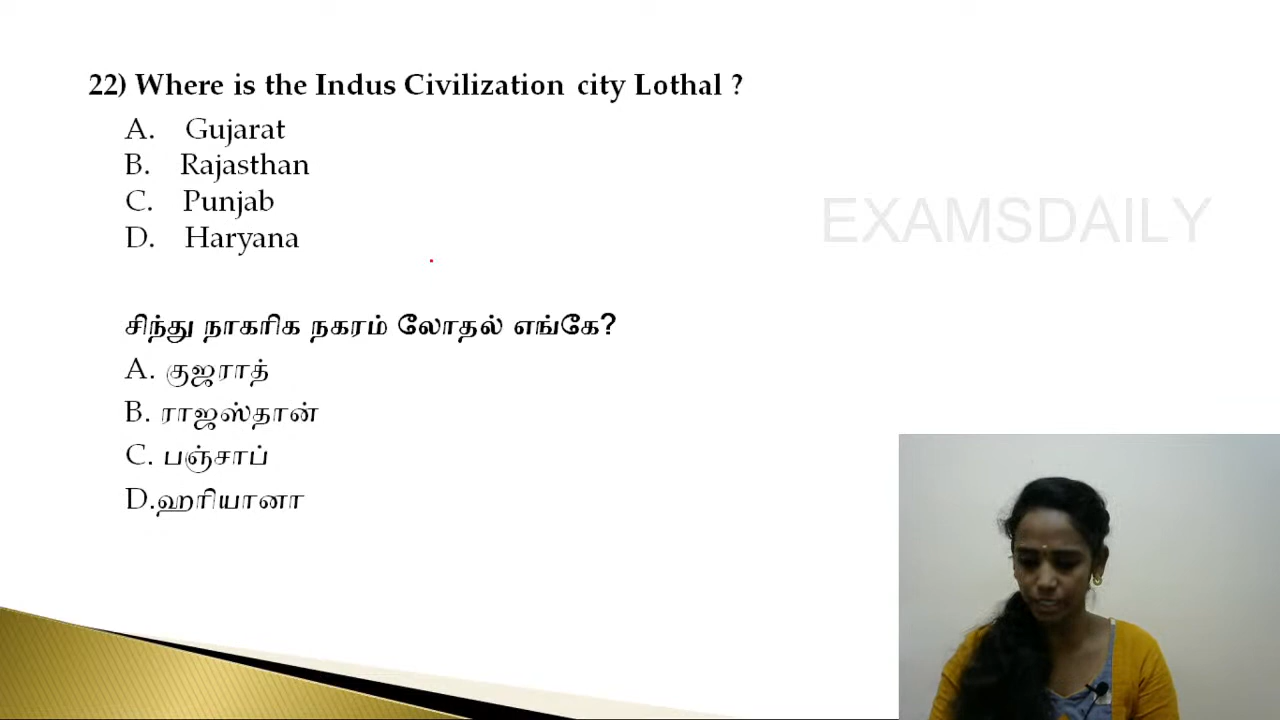 22) Where is the Indus Civilization city Lothal ?
A. Gujarat
B. Rajasthan
C. Punjab
D. Haryana
EXAMSDAILY
சிந்து நாகரிக நகரம் லோதல் எங்கே?
A. குஜராத்
B. ராஜஸ்தான்
C. பஞ்சாப்
D.ஹரியானா